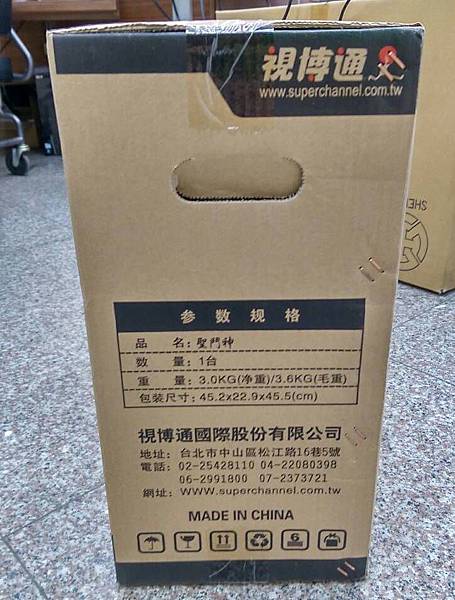 視博通
www.superchannel.com.tw
SHE
参 数 规 格
品 名: 聖鬥神
数 量: 1台
重 量: 3.0KG(净重)/3.6KG(毛重)
包装尺寸: 45.2x22.9x45.5(cm)
視博通國際股份有限公司
地址: 台北市中山區松江路16巷5號
電話: 02-25428110 04-22080398
06-2991800 07-2373721
網址: WWW.superchannel.com.tw
MADE IN CHINA
6